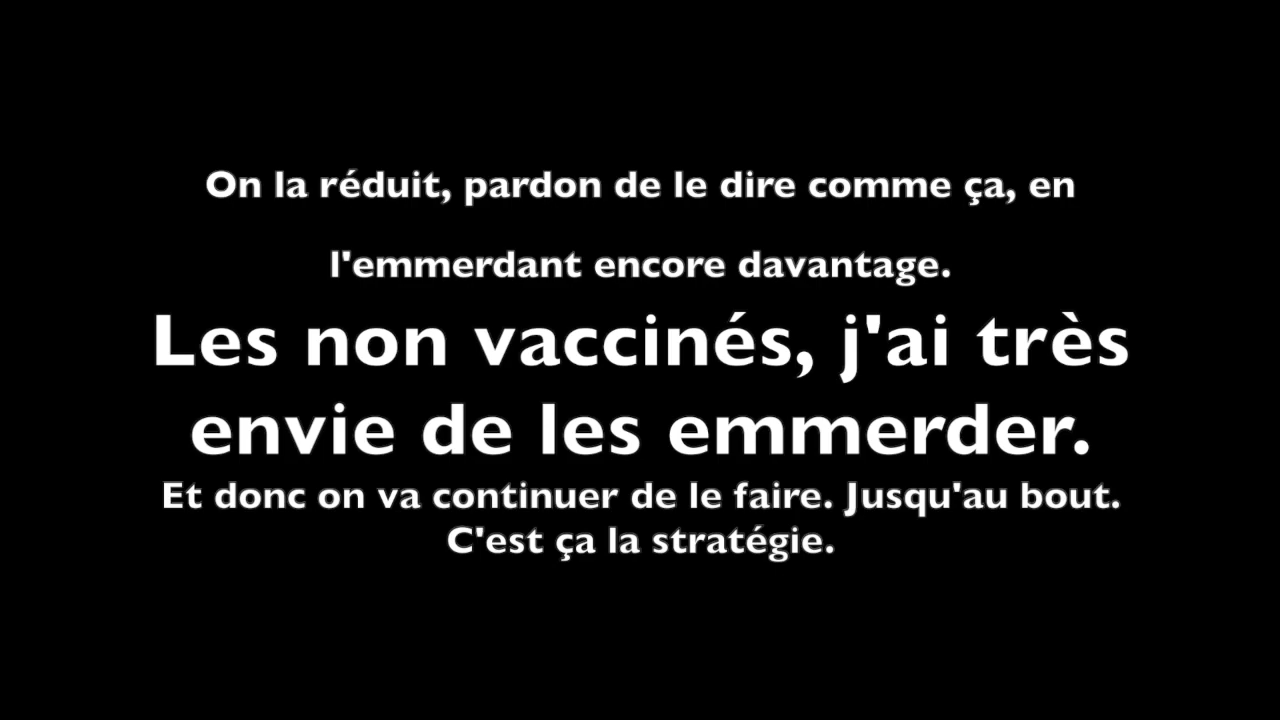 On la réduit, pardon de le dire comme ça, en
l'emmerdant encore davantage.
Les non vaccinés, j'ai très
envie de les emmerder.
Et donc on va continuer de le faire. Jusqu'au bout.
C'est ça la stratégie.